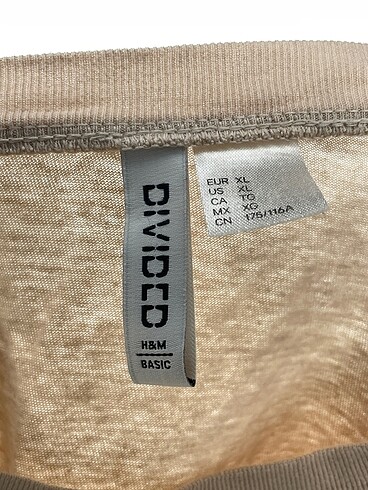 DIVIDED
H&M
BASIC
EUR XL
US XL
CA TG
MX XG
CN 175/116A